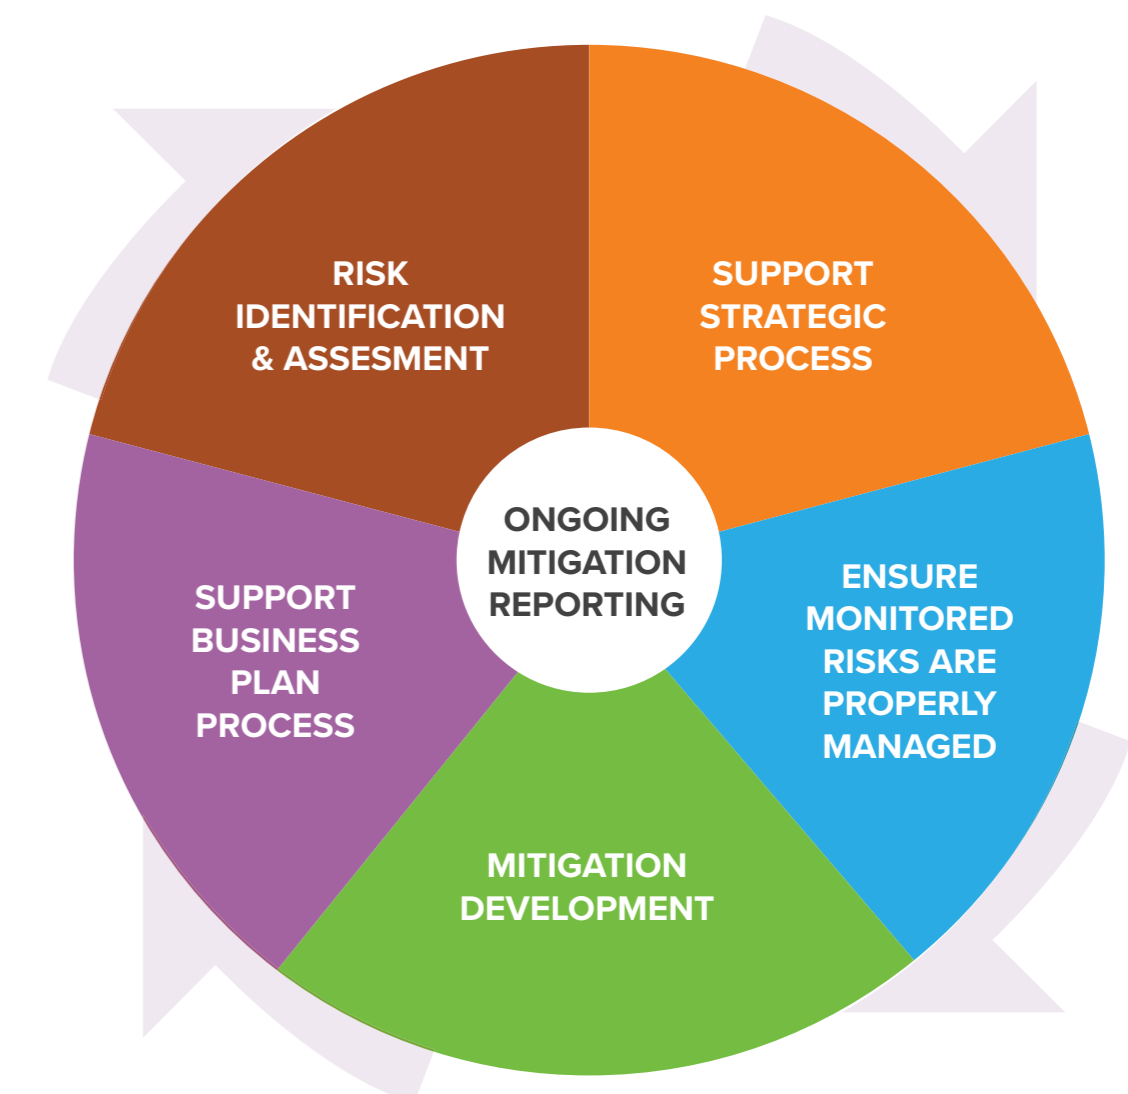 RISK
IDENTIFICATION
& ASSESMENT
SUPPORT
STRATEGIC
PROCESS
ONGOING
MITIGATION
REPORTING
ENSURE
MONITORED
RISKS ARE
PROPERLY
MANAGED
SUPPORT
BUSINESS
PLAN
PROCESS
MITIGATION
DEVELOPMENT